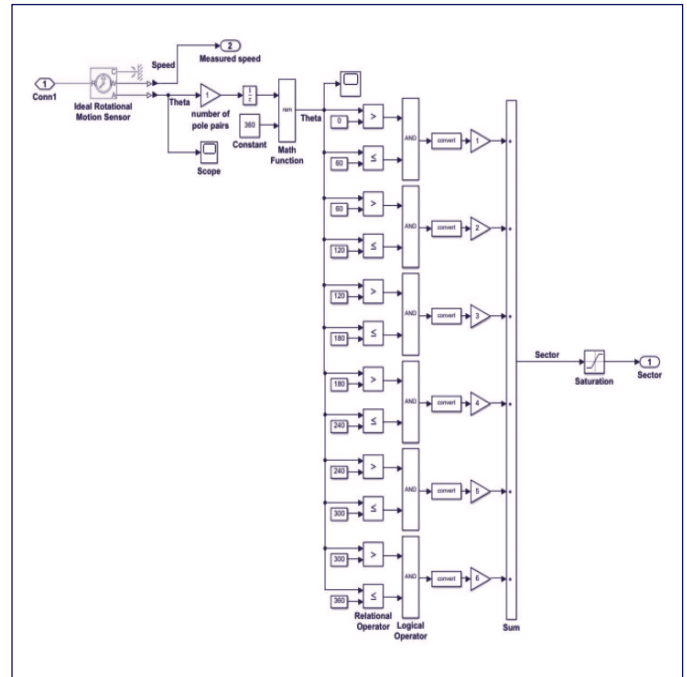 2
Speed
Measured speed
1
Conn1
C
Ideal Rotational
Motion Sensor
Theta
number of
pole pairs
360
Constant
rem
Math
Function
Theta
Scope
0
>
60
≤
AND
convert
1
+
60
>
120
≤
AND
convert
2
+
120
>
180
≤
AND
convert
3
+
180
>
240
≤
AND
convert
4
+
240
>
300
≤
AND
convert
5
+
300
>
360
≤
AND
convert
6
+
Relational
Operator
Logical
Operator
Sum
Sector
Saturation
1
Sector